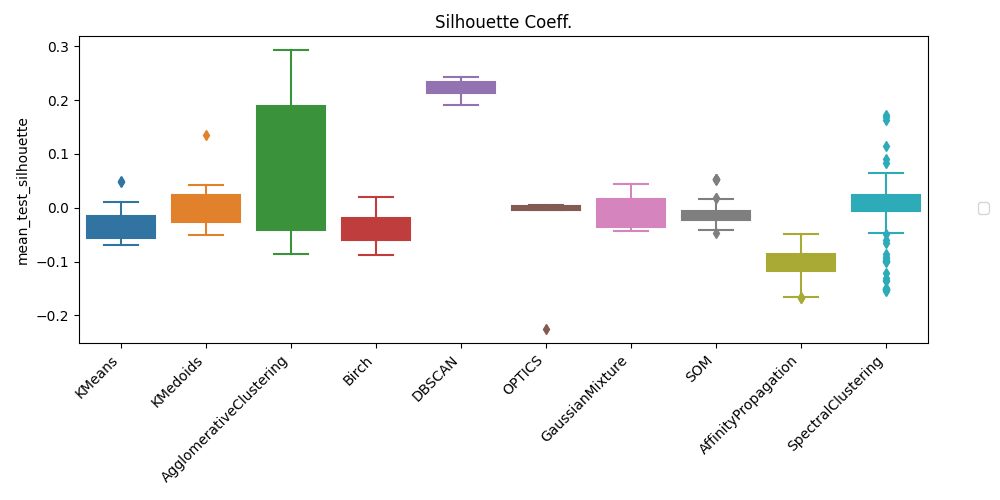 Silhouette Coeff.
mean_test_silhouette
0.3
0.2
0.1
0.0
−0.1
−0.2
KMeans
KMedoids
AgglomerativeClustering
Birch
DBSCAN
OPTICS
GaussianMixture
SOM
AffinityPropagation
SpectralClustering